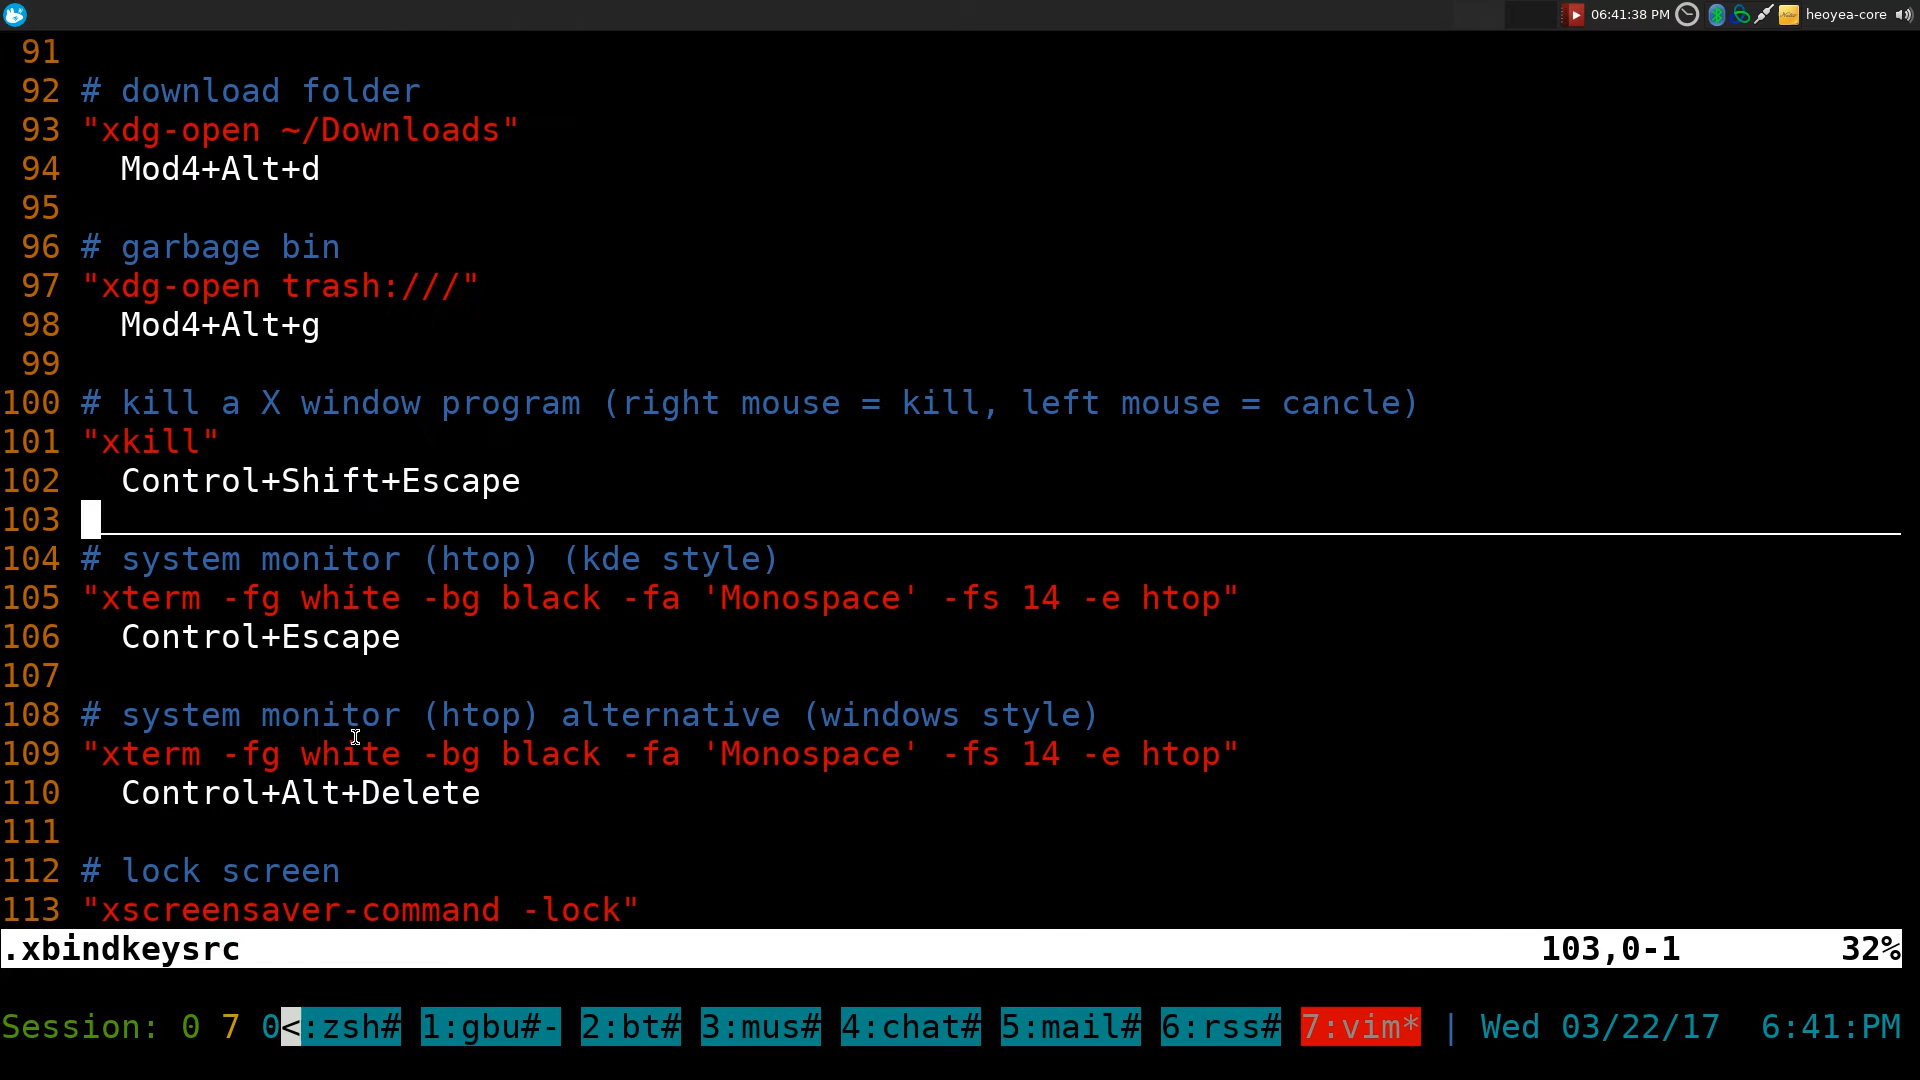 06:41:38 PM heoyea-core
91
92 # download folder
93 "xdg-open ~/Downloads"
94   Mod4+Alt+d
95
96 # garbage bin
97 "xdg-open trash:///"
98   Mod4+Alt+g
99
100 # kill a X window program (right mouse = kill, left mouse = cancle)
101 "xkill"
102   Control+Shift+Escape
103
104 # system monitor (htop) (kde style)
105 "xterm -fg white -bg black -fa 'Monospace' -fs 14 -e htop"
106   Control+Escape
107
108 # system monitor (htop) alternative (windows style)
109 "xterm -fg white -bg black -fa 'Monospace' -fs 14 -e htop"
110   Control+Alt+Delete
111
112 # lock screen
113 "xscreensaver-command -lock"
.xbindkeysrc 103,0-1 32%
Session: 0 7 0<:zsh# 1:gbu#- 2:bt# 3:mus# 4:chat# 5:mail# 6:rss# 7:vim* | Wed 03/22/17 6:41:PM